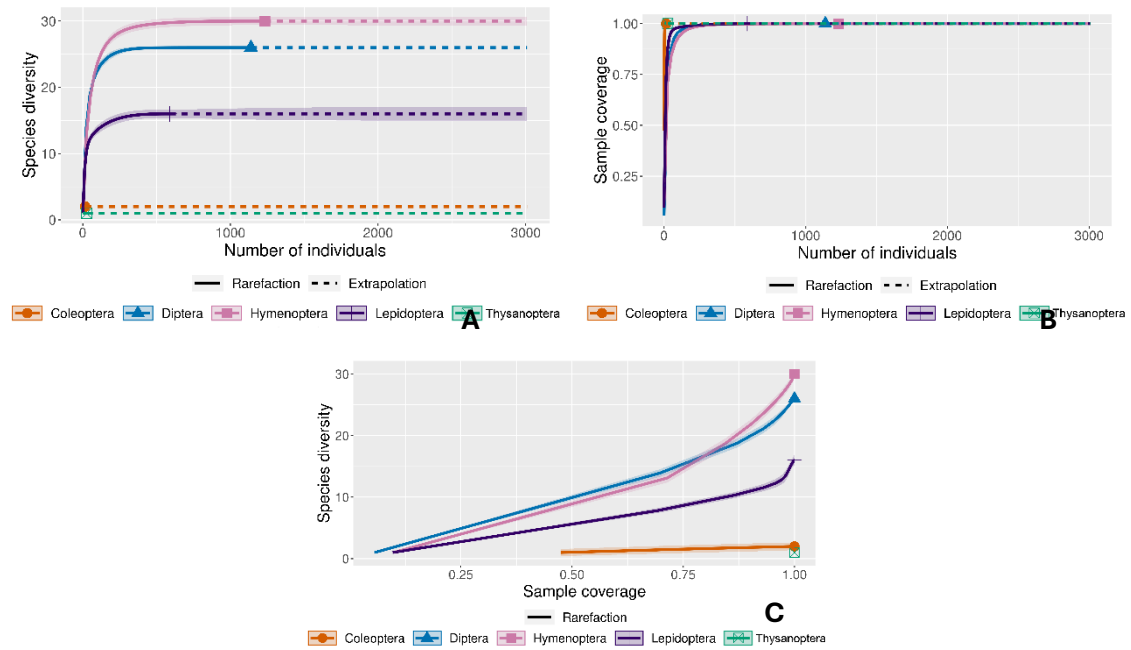 30
20
10
0
Species diversity
0 1000 2000 3000
Number of individuals
Rarefaction Extrapolation
Coleoptera Diptera Hymenoptera Lepidoptera Thysanoptera
A
1.00
0.75
0.50
0.25
Sample coverage
0 1000 2000 3000
Number of individuals
Rarefaction Extrapolation
Coleoptera Diptera Hymenoptera Lepidoptera Thysanoptera
B
30
20
10
0
Species diversity
0.25 0.50 0.75 1.00
Sample coverage
C
Rarefaction
Coleoptera Diptera Hymenoptera Lepidoptera Thysanoptera